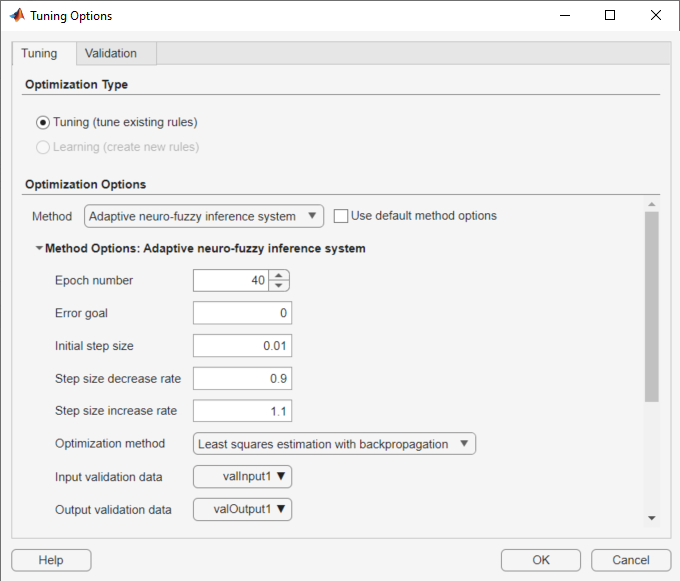 Tuning Options
Tuning Validation
Optimization Type
Tuning (tune existing rules)
Learning (create new rules)
Optimization Options
Method Adaptive neuro-fuzzy inference system Use default method options
Method Options: Adaptive neuro-fuzzy inference system
Epoch number 40
Error goal 0
Initial step size 0.01
Step size decrease rate 0.9
Step size increase rate 1.1
Optimization method Least squares estimation with backpropagation
Input validation data valInput1
Output validation data valOutput1
Help OK Cancel